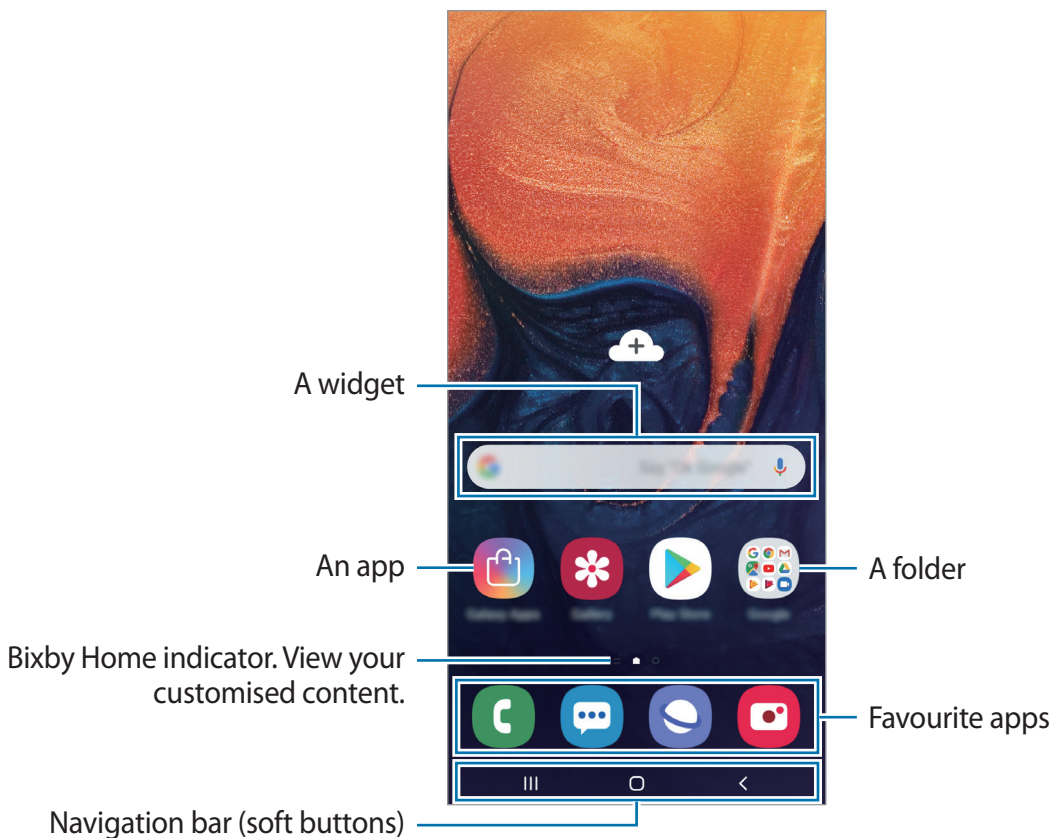 A widget
An app
A folder
Bixby Home indicator. View your
customised content.
Favourite apps
Navigation bar (soft buttons)